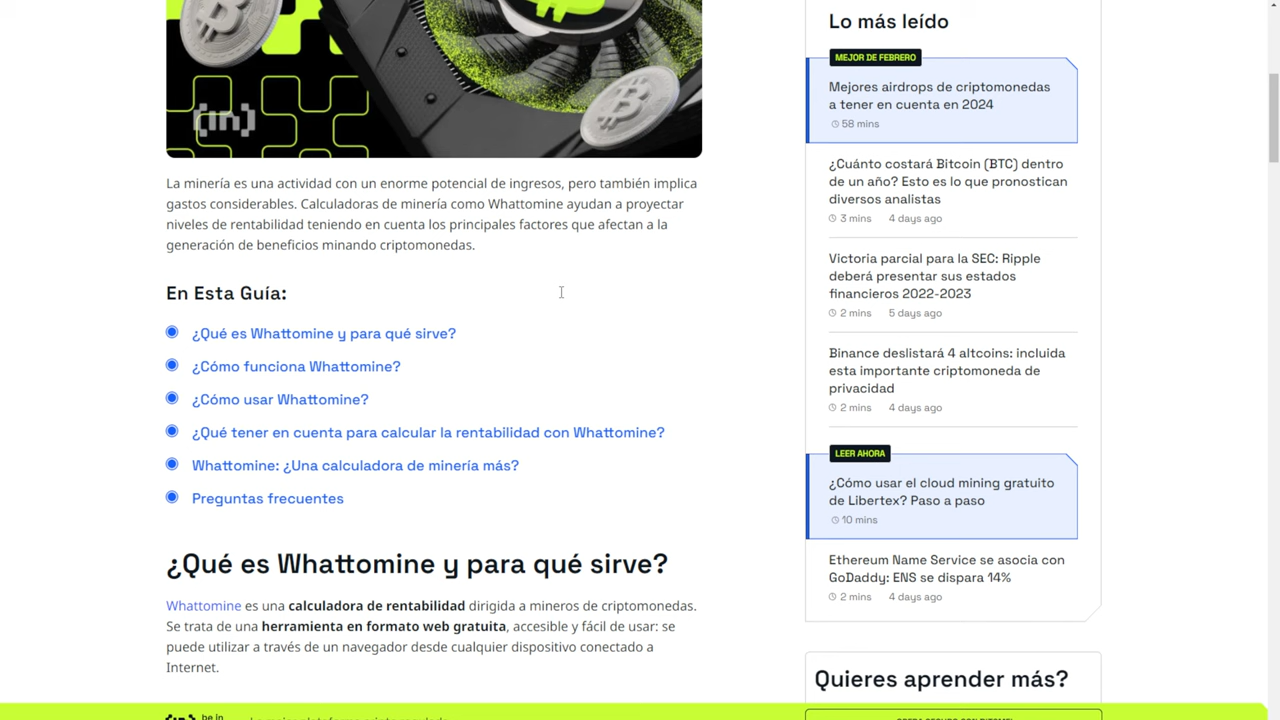 [in]
La minería es una actividad con un enorme potencial de ingresos, pero también implica
gastos considerables. Calculadoras de minería como Whattomine ayudan a proyectar
niveles de rentabilidad teniendo en cuenta los principales factores que afectan a la
generación de beneficios minando criptomonedas.
En Esta Guía:
¿Qué es Whattomine y para qué sirve?
¿Cómo funciona Whattomine?
¿Cómo usar Whattomine?
¿Qué tener en cuenta para calcular la rentabilidad con Whattomine?
Whattomine: ¿Una calculadora de minería más?
Preguntas frecuentes
¿Qué es Whattomine y para qué sirve?
Whattomine es una calculadora de rentabilidad dirigida a mineros de criptomonedas.
Se trata de una herramienta en formato web gratuita, accesible y fácil de usar: se
puede utilizar a través de un navegador desde cualquier dispositivo conectado a
Internet.
Lo más leído
MEJOR DE FEBRERO
Mejores airdrops de criptomonedas
a tener en cuenta en 2024
58 mins
¿Cuánto costará Bitcoin (BTC) dentro
de un año? Esto es lo que pronostican
diversos analistas
3 mins 4 days ago
Victoria parcial para la SEC: Ripple
deberá presentar sus estados
financieros 2022-2023
2 mins 5 days ago
Binance deslistará 4 altcoins: incluida
esta importante criptomoneda de
privacidad
2 mins 4 days ago
LEER AHORA
¿Cómo usar el cloud mining gratuito
de Libertex? Paso a paso
10 mins
Ethereum Name Service se asocia con
GoDaddy: ENS se dispara 14%
2 mins 4 days ago
Quieres aprender más?
be in